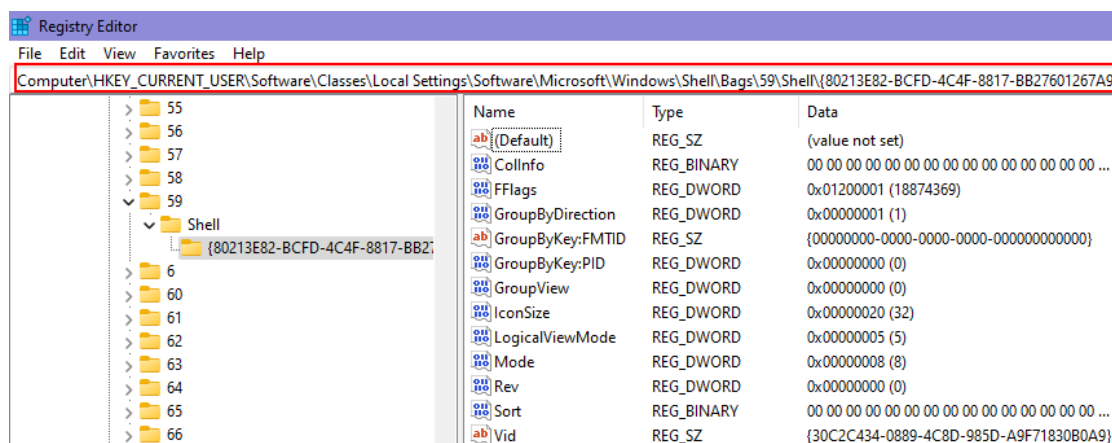 Registry Editor
File Edit View Favorites Help
Computer\HKEY_CURRENT_USER\Software\Classes\Local Settings\Software\Microsoft\Windows\Shell\Bags\59\Shell\{80213E82-BCFD-4C4F-8817-BB27601267A9
55
56
57
58
59
Shell
{80213E82-BCFD-4C4F-8817-BB27
6
60
61
62
63
64
65
66
Name Type Data
(Default) REG_SZ (value not set)
ColInfo REG_BINARY 00 00 00 00 00 00 00 00 00 00 00 00 00 00 00 ...
FFlags REG_DWORD 0x01200001 (18874369)
GroupByDirection REG_DWORD 0x00000001 (1)
GroupByKey:FMTID REG_SZ {00000000-0000-0000-0000-000000000000}
GroupByKey:PID REG_DWORD 0x00000000 (0)
GroupView REG_DWORD 0x00000000 (0)
IconSize REG_DWORD 0x00000020 (32)
LogicalViewMode REG_DWORD 0x00000005 (5)
Mode REG_DWORD 0x00000008 (8)
Rev REG_DWORD 0x00000000 (0)
Sort REG_BINARY 00 00 00 00 00 00 00 00 00 00 00 00 00 00 00 ...
Vid REG_SZ {30C2C434-0889-4C8D-985D-A9F71830B0A9}